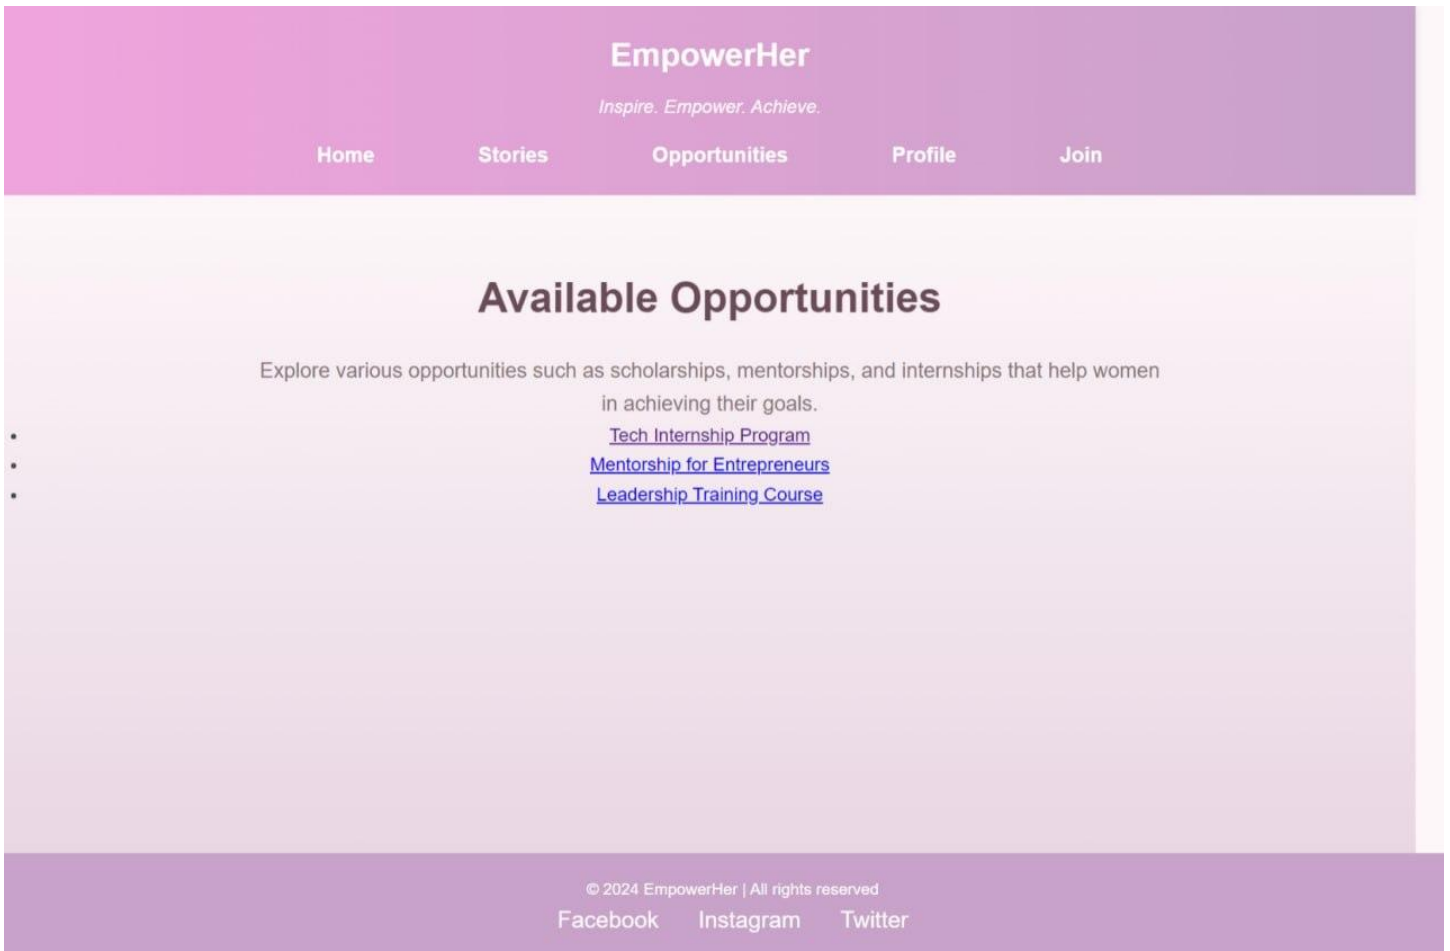 EmpowerHer
Inspire. Empower. Achieve.
Home Stories Opportunities Profile Join
Available Opportunities
Explore various opportunities such as scholarships, mentorships, and internships that help women
in achieving their goals.
• Tech Internship Program
• Mentorship for Entrepreneurs
• Leadership Training Course
© 2024 EmpowerHer | All rights reserved
Facebook Instagram Twitter